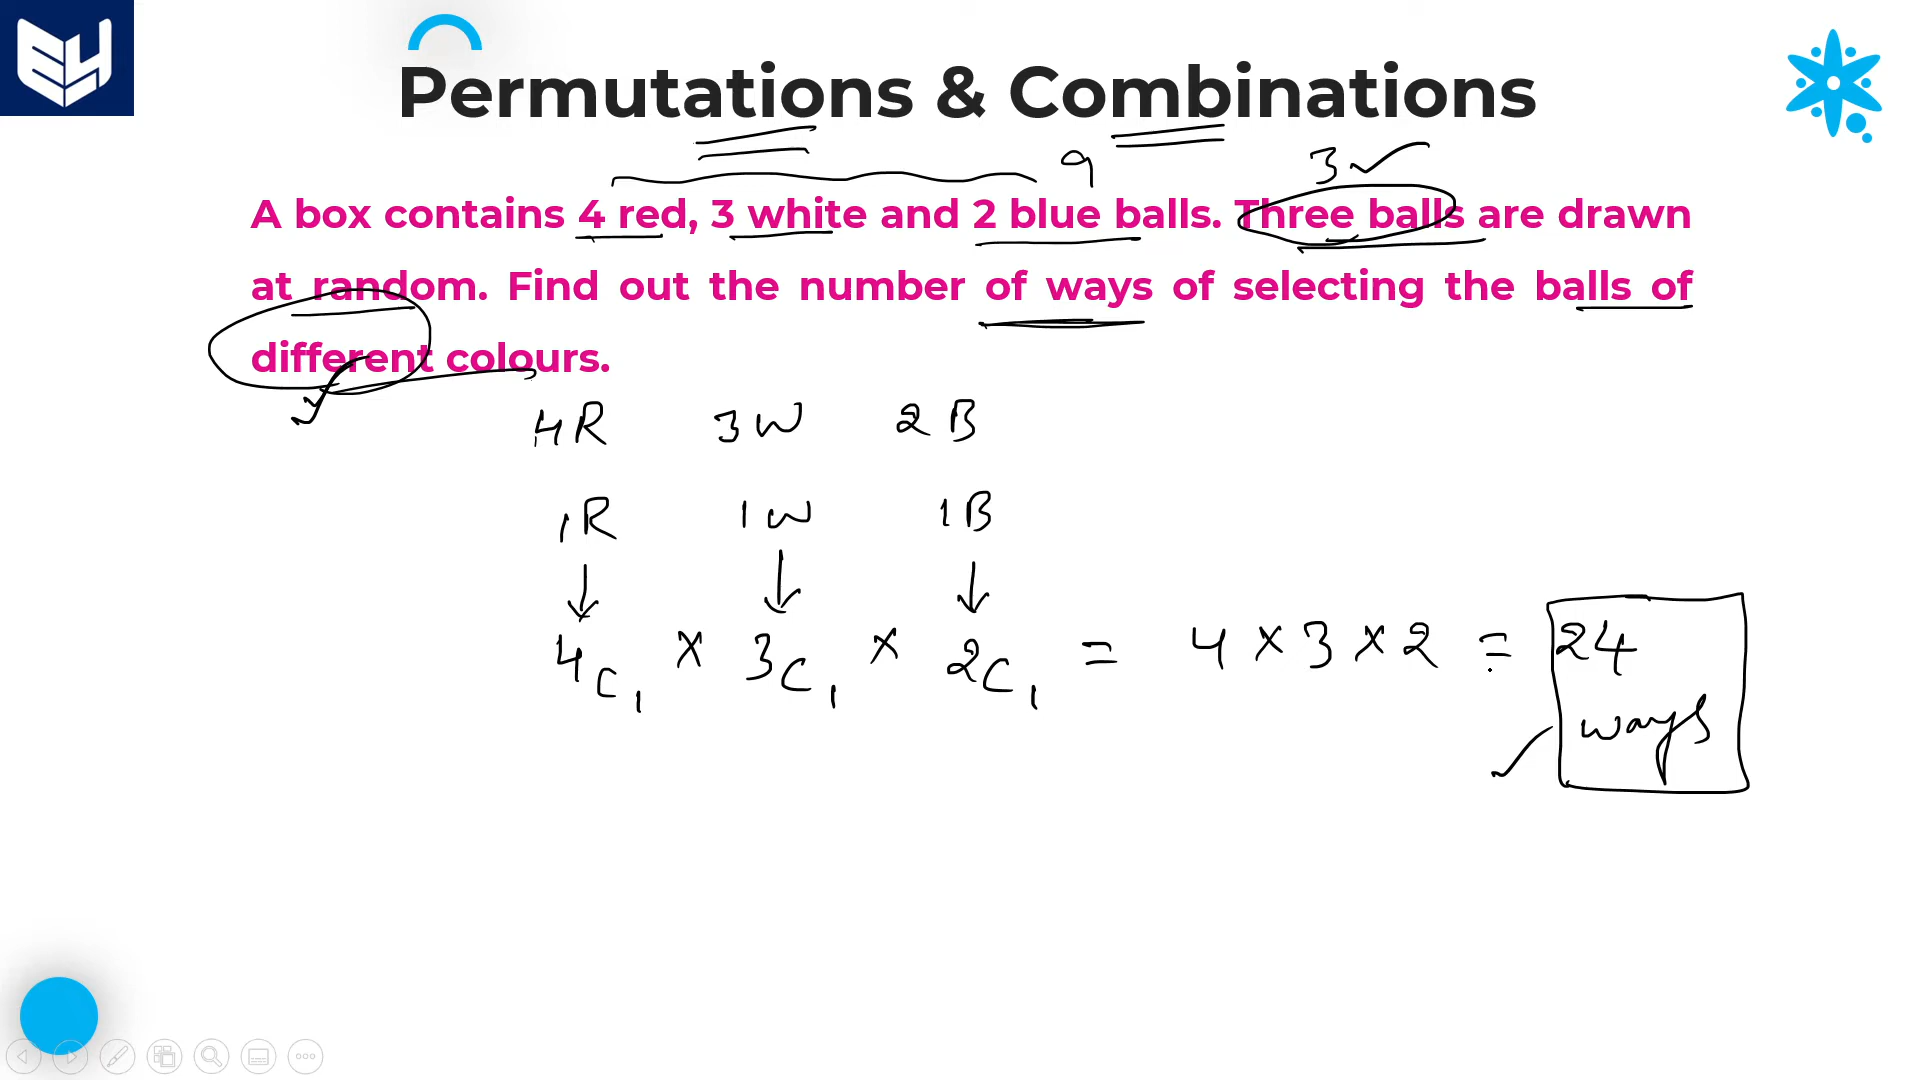 Permutations & Combinations
9 3 ✓
A box contains 4 red, 3 white and 2 blue balls. Three balls are drawn
at random. Find out the number of ways of selecting the balls of
different colours.
4R 3W 2B
1R 1W 1B
4C1 × 3C1 × 2C1 = 4 × 3 × 2 = 24
ways